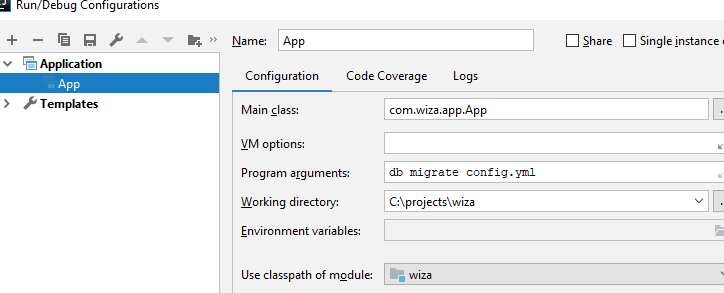 Run/Debug Configurations
Name: App Share Single instance
Application
App
Templates
Configuration Code Coverage Logs
Main class: com.wiza.app.App
VM options:
Program arguments: db migrate config.yml
Working directory: C:\projects\wiza
Environment variables:
Use classpath of module: wiza